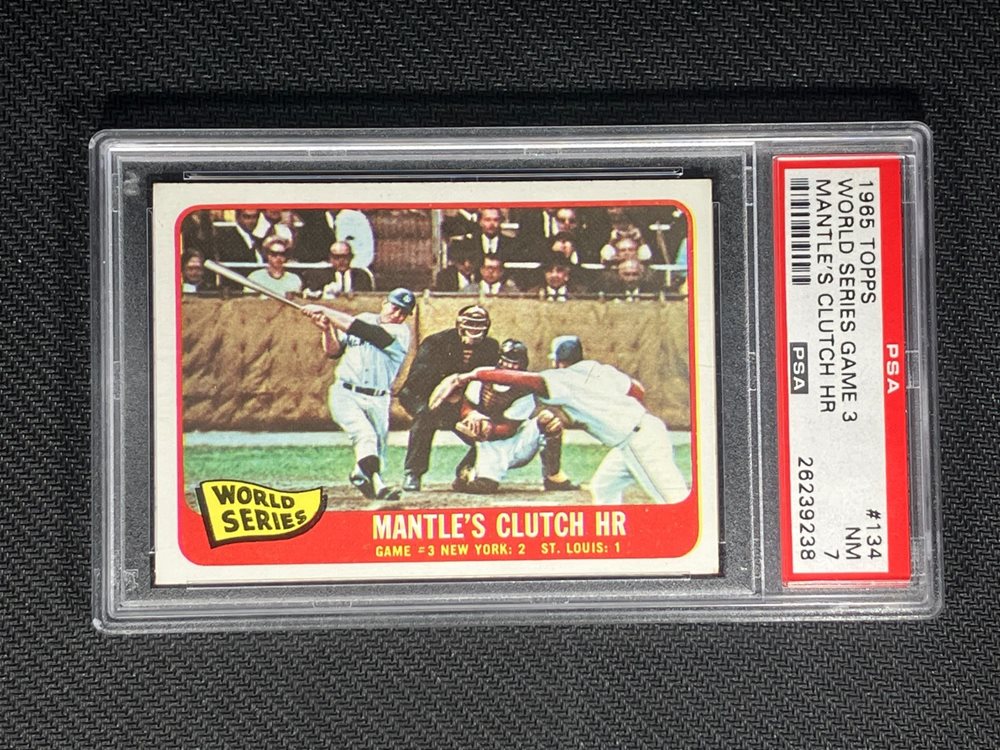 WORLD
SERIES
MANTLE'S CLUTCH HR
GAME #3 NEW YORK: 2 ST. LOUIS: 1
PSA
1965 TOPPS #134
WORLD SERIES GAME 3 NM
MANTLE'S CLUTCH HR 7
PSA 26239238